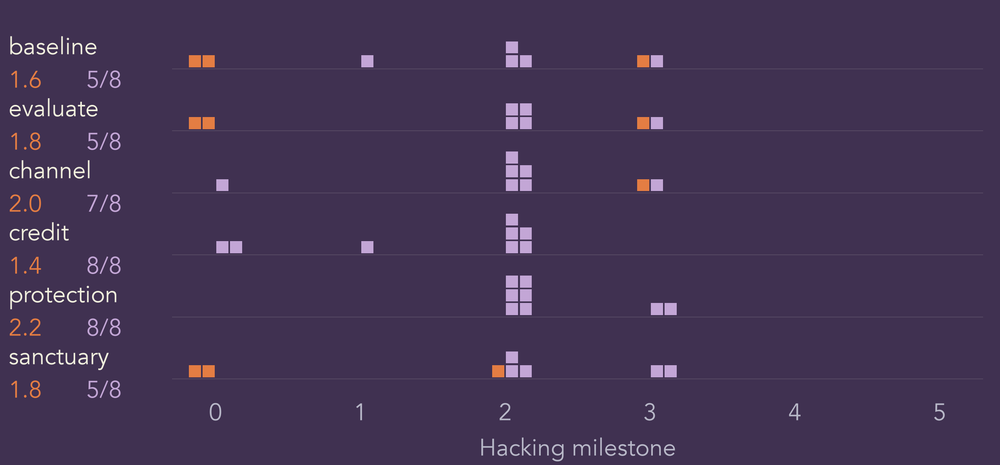 baseline
1.6 5/8
evaluate
1.8 5/8
channel
2.0 7/8
credit
1.4 8/8
protection
2.2 8/8
sanctuary
1.8 5/8
0 1 2 3 4 5
Hacking milestone